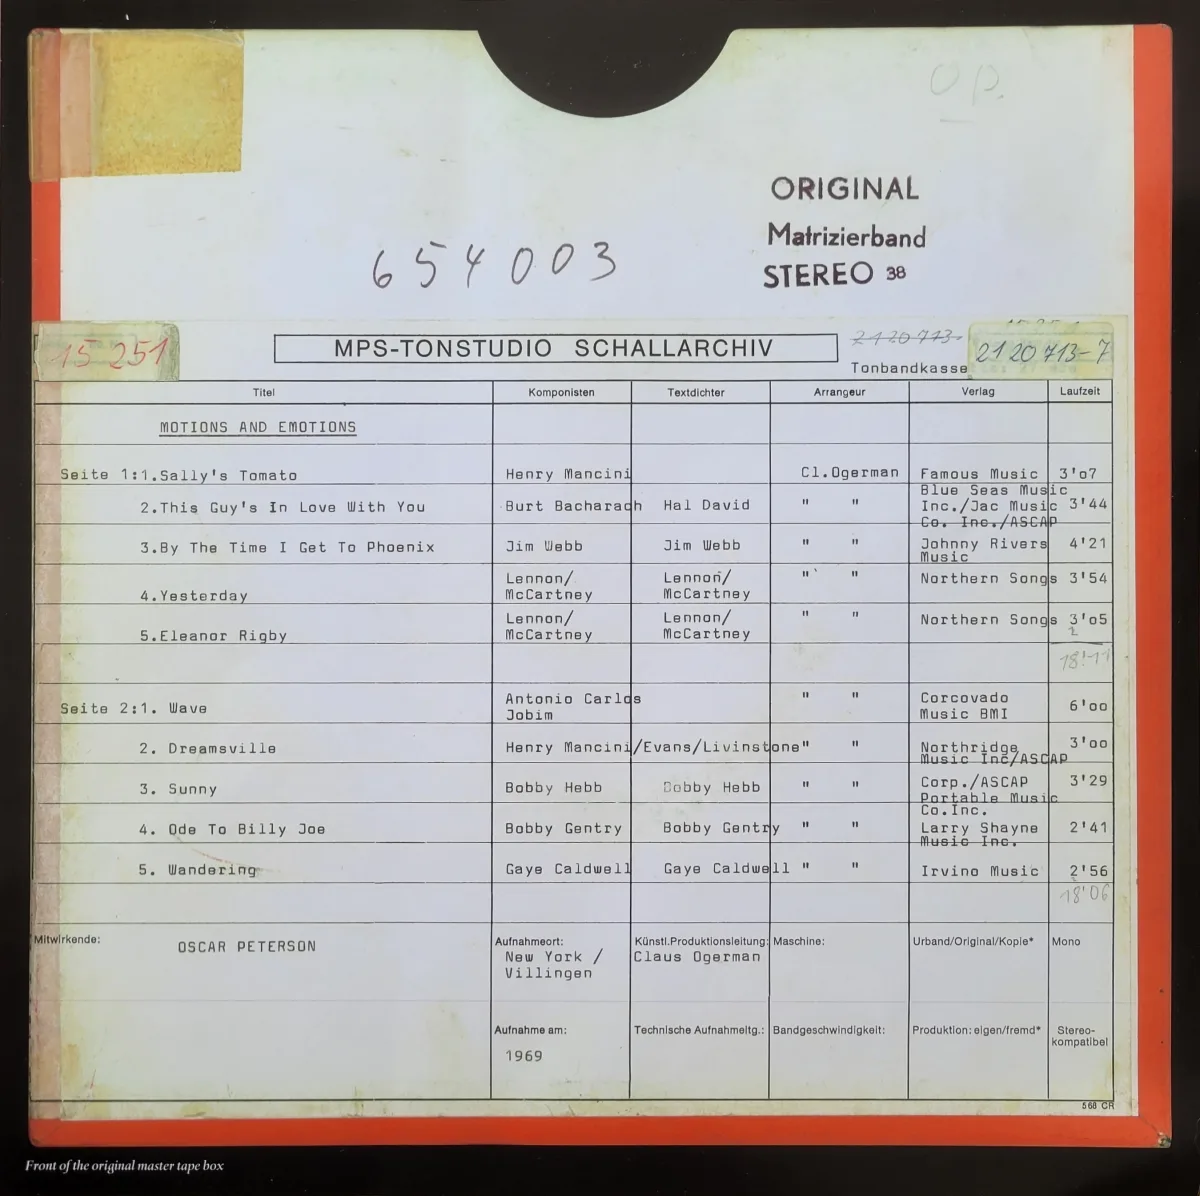 Op.
ORIGINAL
Matrizierband
STEREO 38
654003
15 251
MPS-TONSTUDIO SCHALLARCHIV
2120713-
Tonbandkasse
2120713-7
Titel Komponisten Textdichter Arrangeur Verlag Laufzeit
MOTIONS AND EMOTIONS
Seite 1:1.Sally's Tomato Henry Mancini Cl.Ogerman Famous Music 3'07
2.This Guy's In Love With You Burt Bacharach Hal David " " Blue Seas Music
Inc./Jac Music 3'44
Co. Inc./ASCAP
3.By The Time I Get To Phoenix Jim Webb Jim Webb " " Johnny Rivers 4'21
Music
Lennon/ Lennon/ " " Northern Songs 3'54
4.Yesterday McCartney McCartney
Lennon/ Lennon/ " " Northern Songs 3'05
5.Eleanor Rigby McCartney McCartney 2
18'11
Antonio Carlos " " Corcovado
Seite 2:1. Wave Jobim Music BMI 6'00
2. Dreamsville Henry Mancini/Evans/Livinstone" " Northridge 3'00
Music Inc/ASCAP
3. Sunny Bobby Hebb Bobby Hebb " " Corp./ASCAP 3'29
Portable Music
Co.Inc.
4. Ode To Billy Joe Bobby Gentry Bobby Gentry " " Larry Shayne 2'41
Music Inc.
5. Wandering Gaye Caldwell Gaye Caldwell " " Irvino Music 2'56
18'06
Mitwirkende: OSCAR PETERSON
Aufnahmeort: Künstl.Produktionsleitung: Maschine: Urband/Original/Kopie* Mono
New York / Claus Ogerman
Villingen
Aufnahme am: Technische Aufnahmeltg.: Bandgeschwindigkeit: Produktion: eigen/fremd* Stereo-
kompatibel
1969
568 CR
Front of the original master tape box